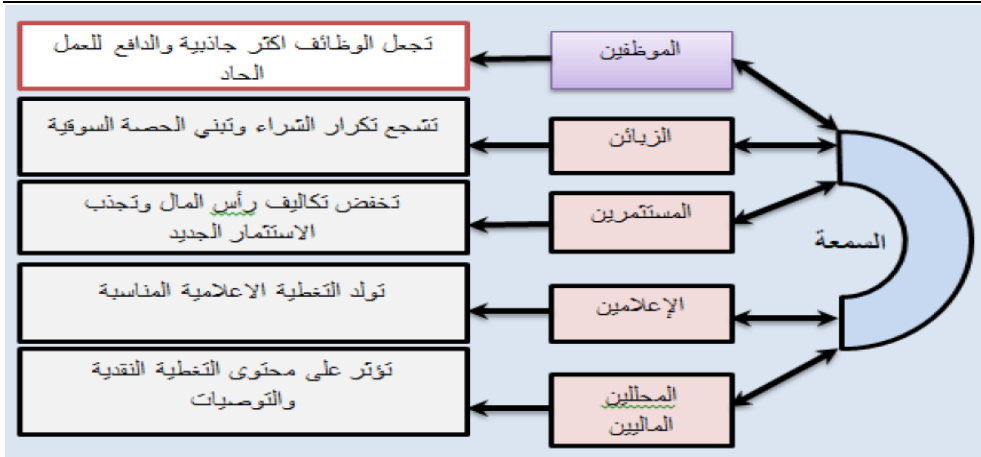 الموظفين
تجعل الوظائف اكثر جاذبية والدافع للعمل
الحاد
الزبائن
تشجع تكرار الشراء وتبني الحصة السوقية
المستثمرين
تخفض تكاليف رأس المال وتجذب
الاستثمار الجديد
السمعة
الإعلامين
تولد التغطية الاعلامية المناسبة
المحللين
الماليين
تؤثر على محتوى التغطية النقدية
والتوصيات